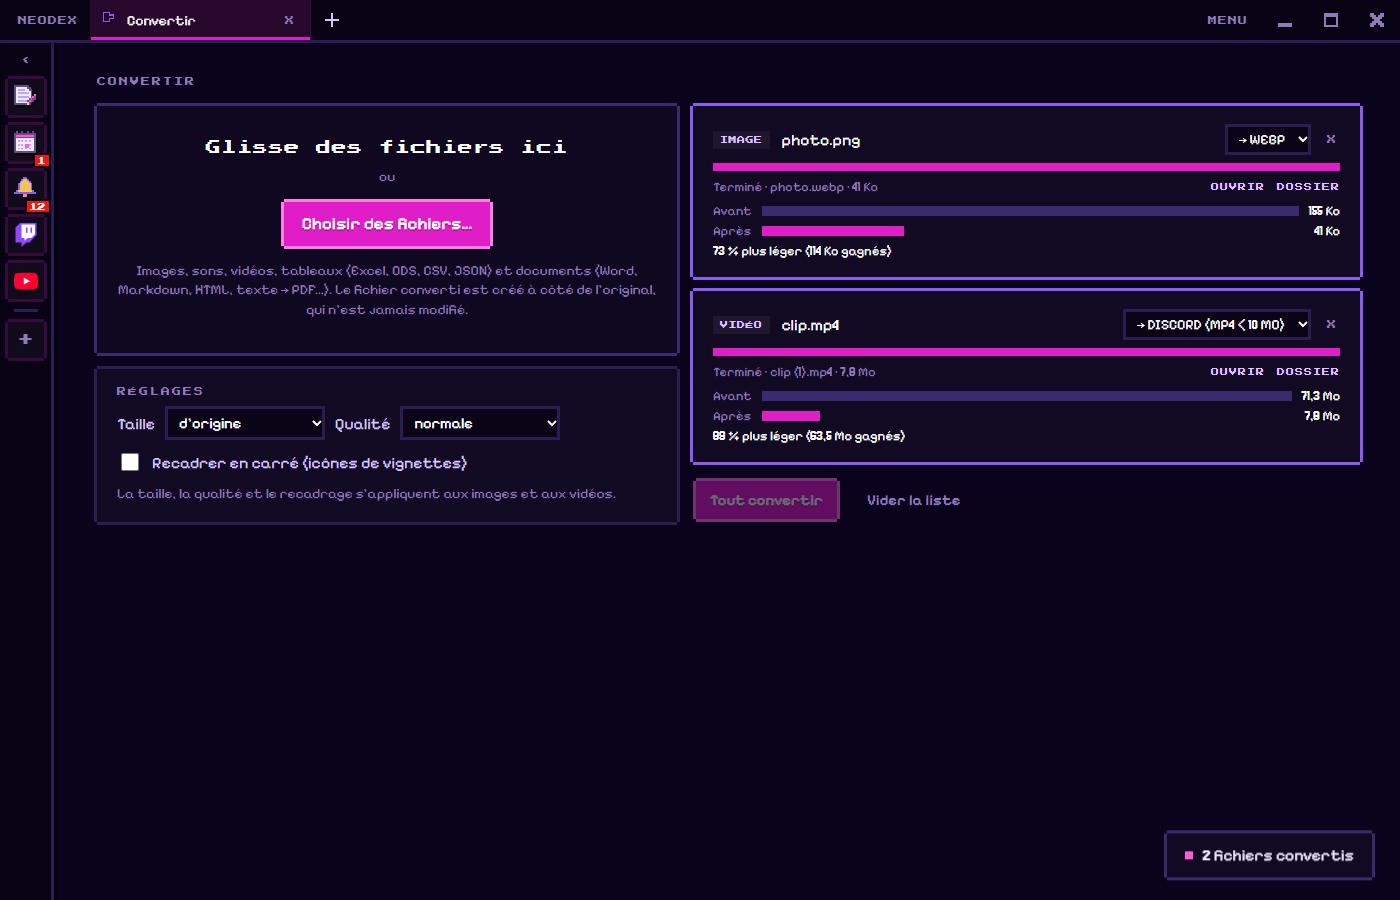 NEODEX
Convertir
MENU
1
12
CONVERTIR
Glisse des fichiers ici
ou
Choisir des fichiers…
Images, sons, vidéos, tableaux (Excel, ODS, CSV, JSON) et documents (Word,
Markdown, HTML, texte → PDF…). Le fichier converti est créé à côté de l'original,
qui n'est jamais modifié.
RÉGLAGES
Taille d'origine Qualité normale
Recadrer en carré (icônes de vignettes)
La taille, la qualité et le recadrage s'appliquent aux images et aux vidéos.
IMAGE photo.png → WEBP
Terminé · photo.webp · 41 Ko OUVRIR DOSSIER
Avant 155 Ko
Après 41 Ko
73 % plus léger (114 Ko gagnés)
VIDÉO clip.mp4 → DISCORD (MP4 < 10 MO)
Terminé · clip (1).mp4 · 7,8 Mo OUVRIR DOSSIER
Avant 71,3 Mo
Après 7,8 Mo
89 % plus léger (63,5 Mo gagnés)
Tout convertir Vider la liste
2 fichiers convertis